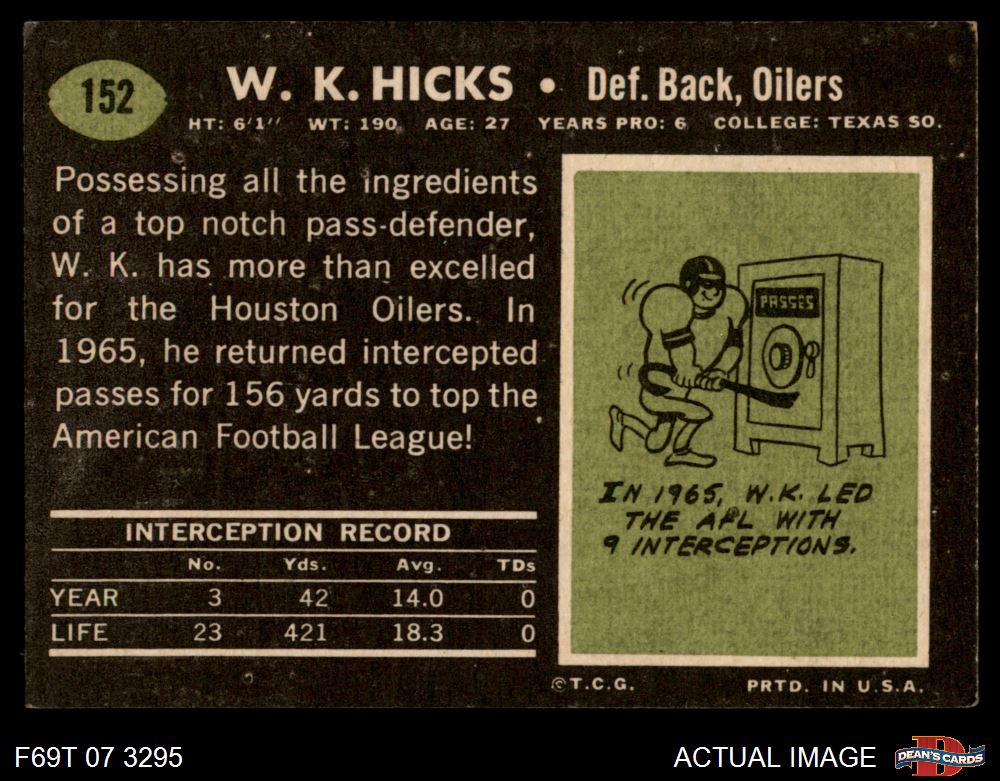 152
W. K. HICKS • Def. Back, Oilers
HT: 6'1" WT: 190 AGE: 27 YEARS PRO: 6 COLLEGE: TEXAS SO.
Possessing all the ingredients
of a top notch pass-defender,
W. K. has more than excelled
for the Houston Oilers. In
1965, he returned intercepted
passes for 156 yards to top the
American Football League!
INTERCEPTION RECORD
No. Yds. Avg. TDs
YEAR 3 42 14.0 0
LIFE 23 421 18.3 0
PASSES
IN 1965, W.K. LED
THE AFL WITH
9 INTERCEPTIONS.
©T.C.G. PRTD. IN U.S.A.
F69T 07 3295
ACTUAL IMAGE
D
DEAN'S CARDS